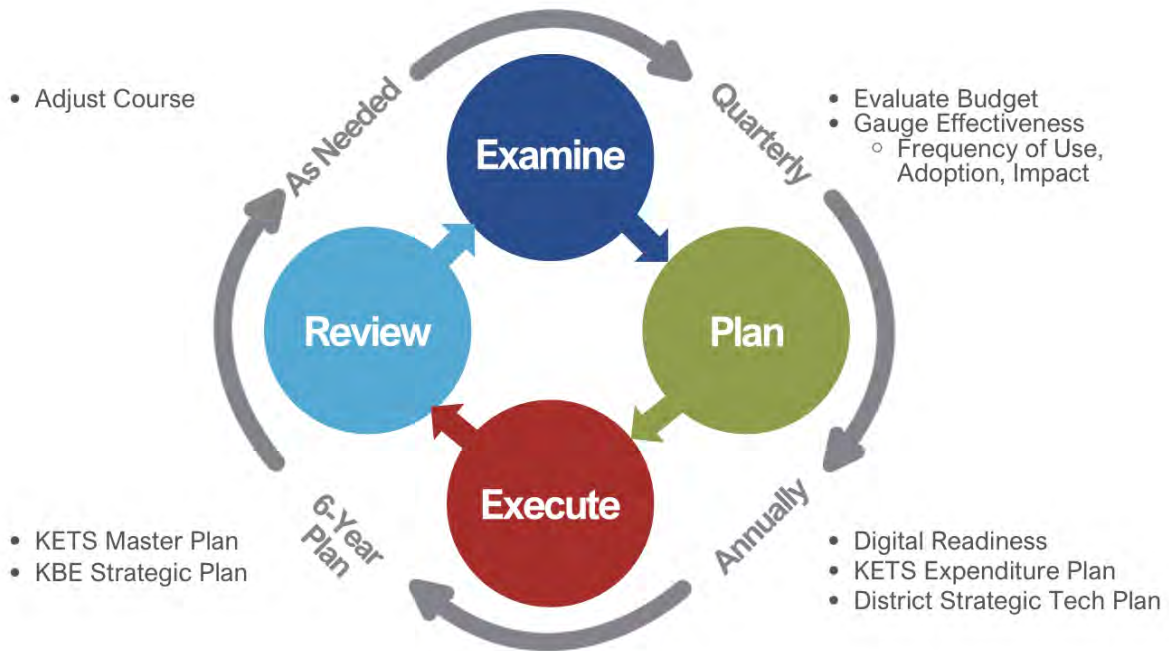 • Adjust Course
As Needed
Examine
Quarterly
• Evaluate Budget
• Gauge Effectiveness
○ Frequency of Use,
Adoption, Impact
Review
Plan
Execute
• KETS Master Plan
• KBE Strategic Plan
6-Year
Plan
Annually
• Digital Readiness
• KETS Expenditure Plan
• District Strategic Tech Plan